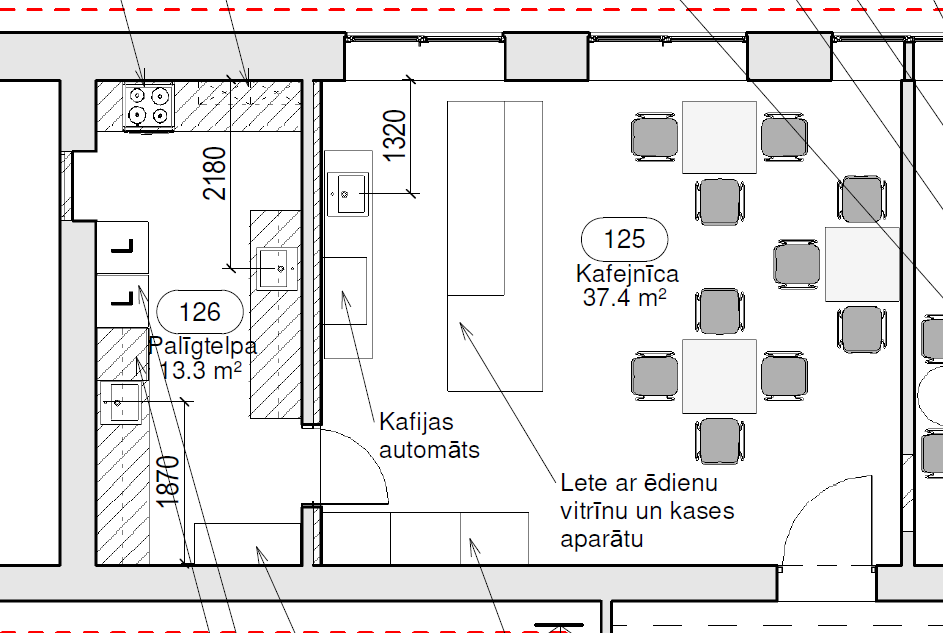 1320
2180
125
Kafejnīca
37.4 m²
126
Palīgtelpa
13.3 m²
Kafijas
automāts
1870
Lete ar ēdienu
vitrīnu un kases
aparātu
L
L